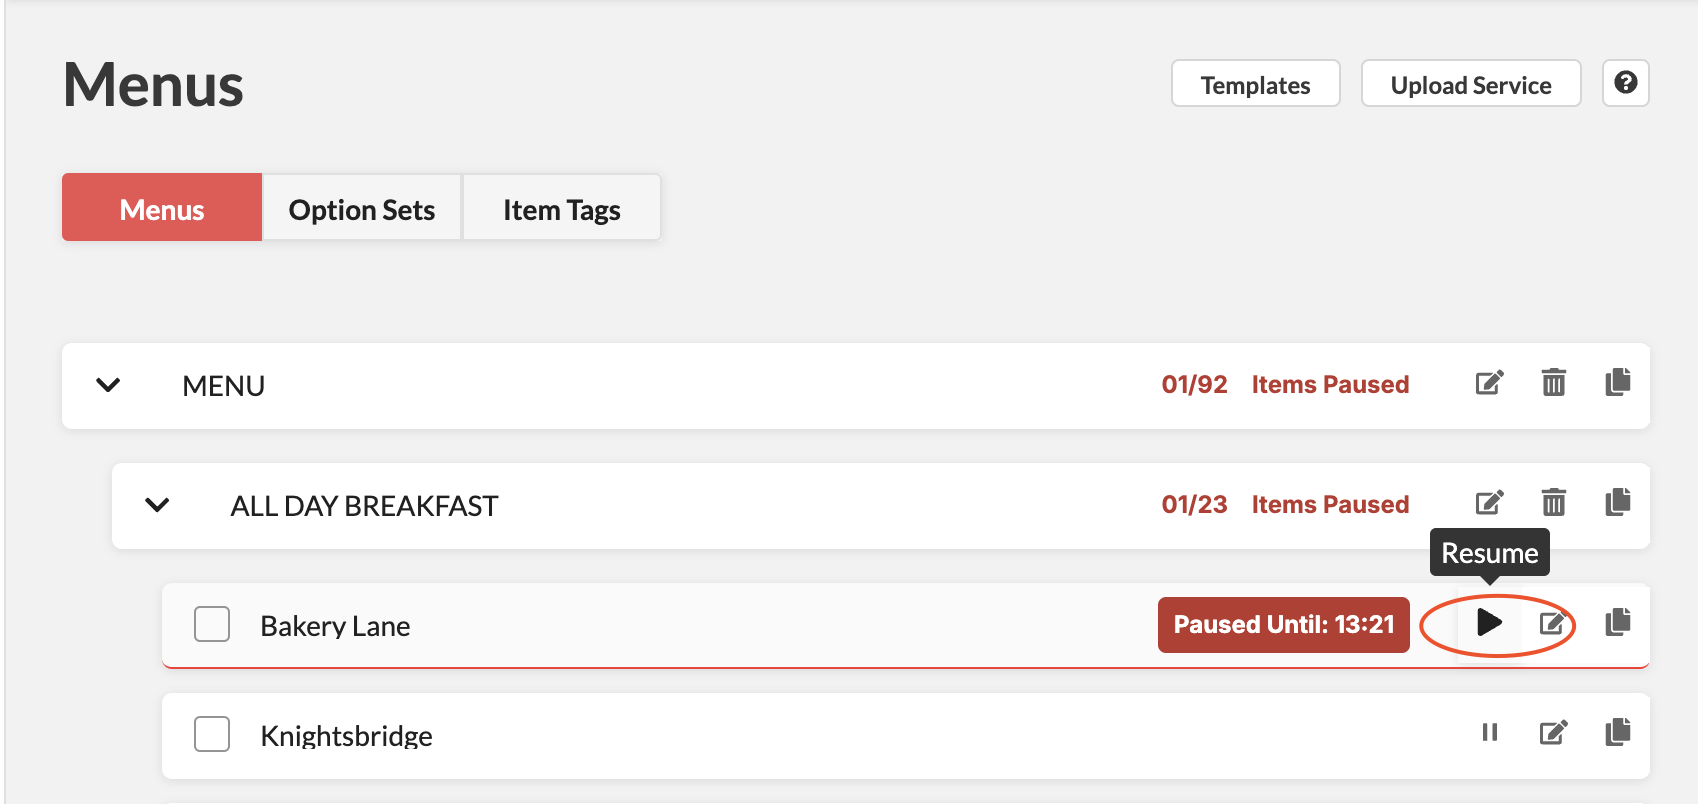 Menus
Templates
Upload Service
Menus
Option Sets
Item Tags
MENU
01/92 Items Paused
ALL DAY BREAKFAST
01/23 Items Paused
Resume
Bakery Lane
Paused Until: 13:21
Knightsbridge